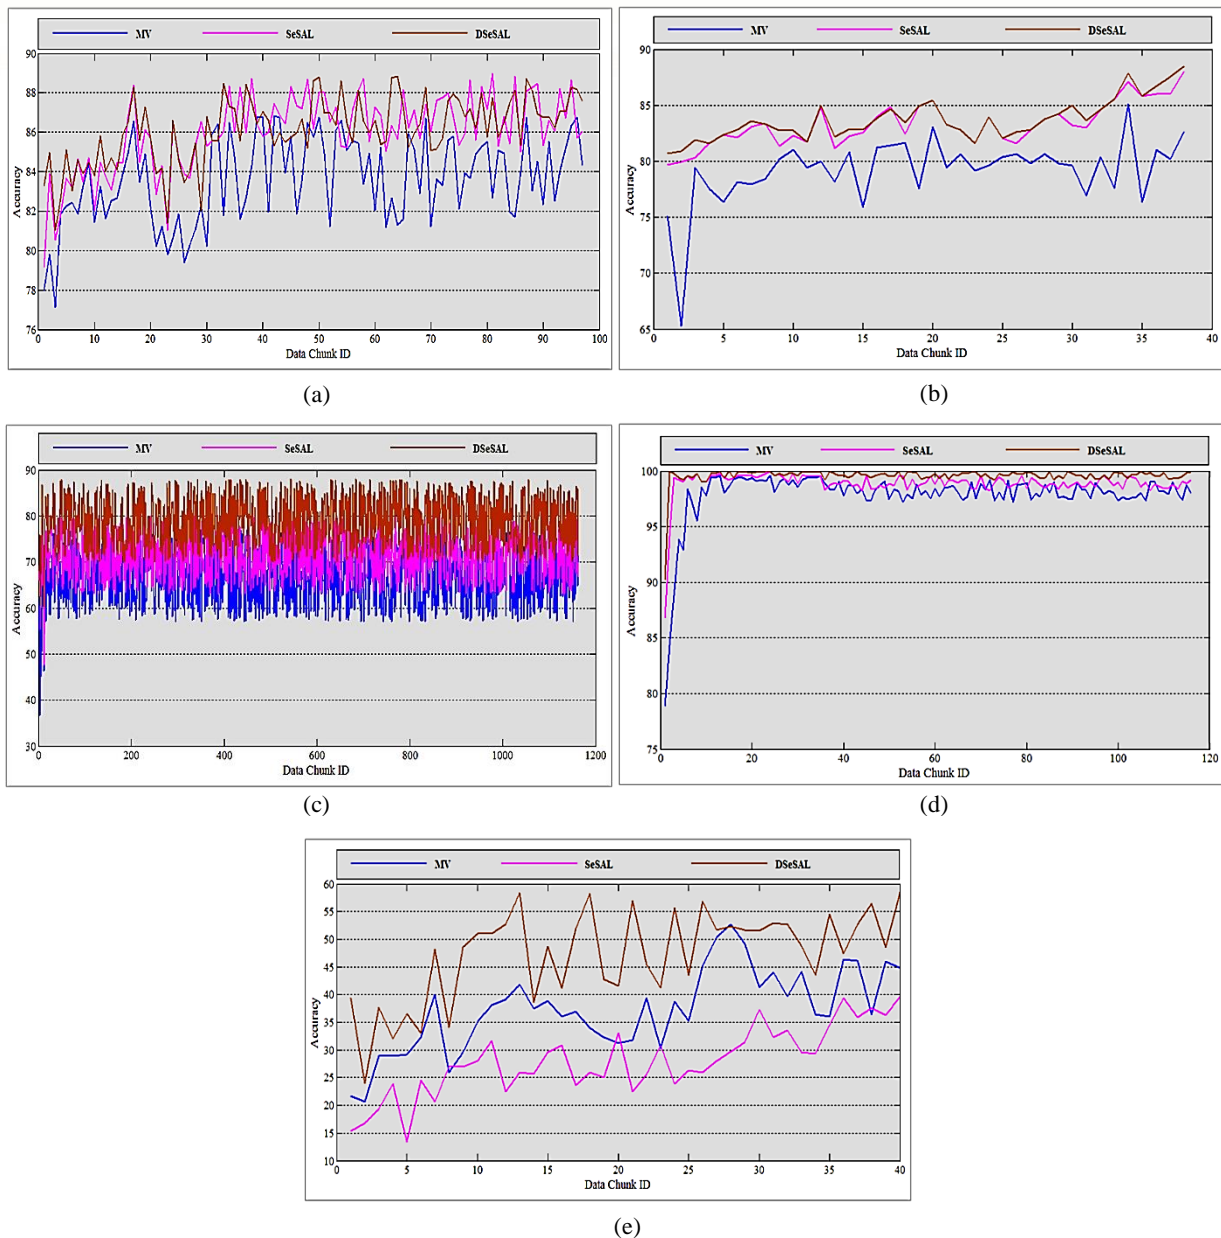 MV SeSAL DSeSAL
90
88
86
84
82
80
78
76
Accuracy
0 10 20 30 40 50 60 70 80 90 100
Data Chunk ID
(a)
MV SeSAL DSeSAL
90
85
80
75
70
65
Accuracy
0 5 10 15 20 25 30 35 40
Data Chunk ID
(b)
MV SeSAL DSeSAL
90
80
70
60
50
40
30
Accuracy
0 200 400 600 800 1000 1200
Data Chunk ID
(c)
MV SeSAL DSeSAL
100
95
90
85
80
75
Accuracy
0 20 40 60 80 100 120
Data Chunk ID
(d)
MV SeSAL DSeSAL
60
55
50
45
40
35
30
25
20
15
10
Accuracy
0 5 10 15 20 25 30 35 40
Data Chunk ID
(e)